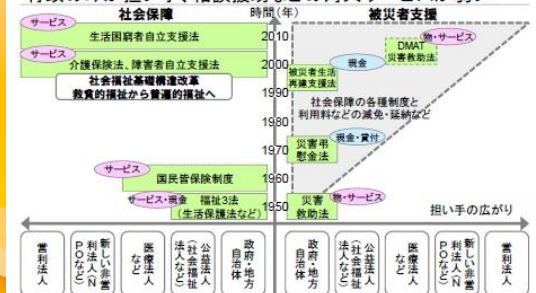 社会保障
時間(年)
被災者支援
サービス
生活困窮者自立支援法
サービス
介護保険法、障害者自立支援法
社会福祉基礎構造改革
救貧的福祉から普遍的福祉へ
サービス
国民皆保険制度
サービス・現金
福祉3法
(生活保護法など)
2010
2000
1990
1980
1970
1960
1950
物・サービス
DMAT
災害救助法
現金
被災者生活
再建支援法
社会保障の各種制度と
利用料などの減免・延納など
現金・貸付
災害弔
慰金法
災害
救助法
物・サービス
担い手の広がり
営利法人
新しい非営
利法人(N
POなど)
医療法人
など
公益法人
(社会福祉
法人など)
政府・地方
自治体
政府・地方
自治体
公益法人
(社会福祉
法人など)
医療法人
など
新しい非営
利法人(N
POなど)
営利法人